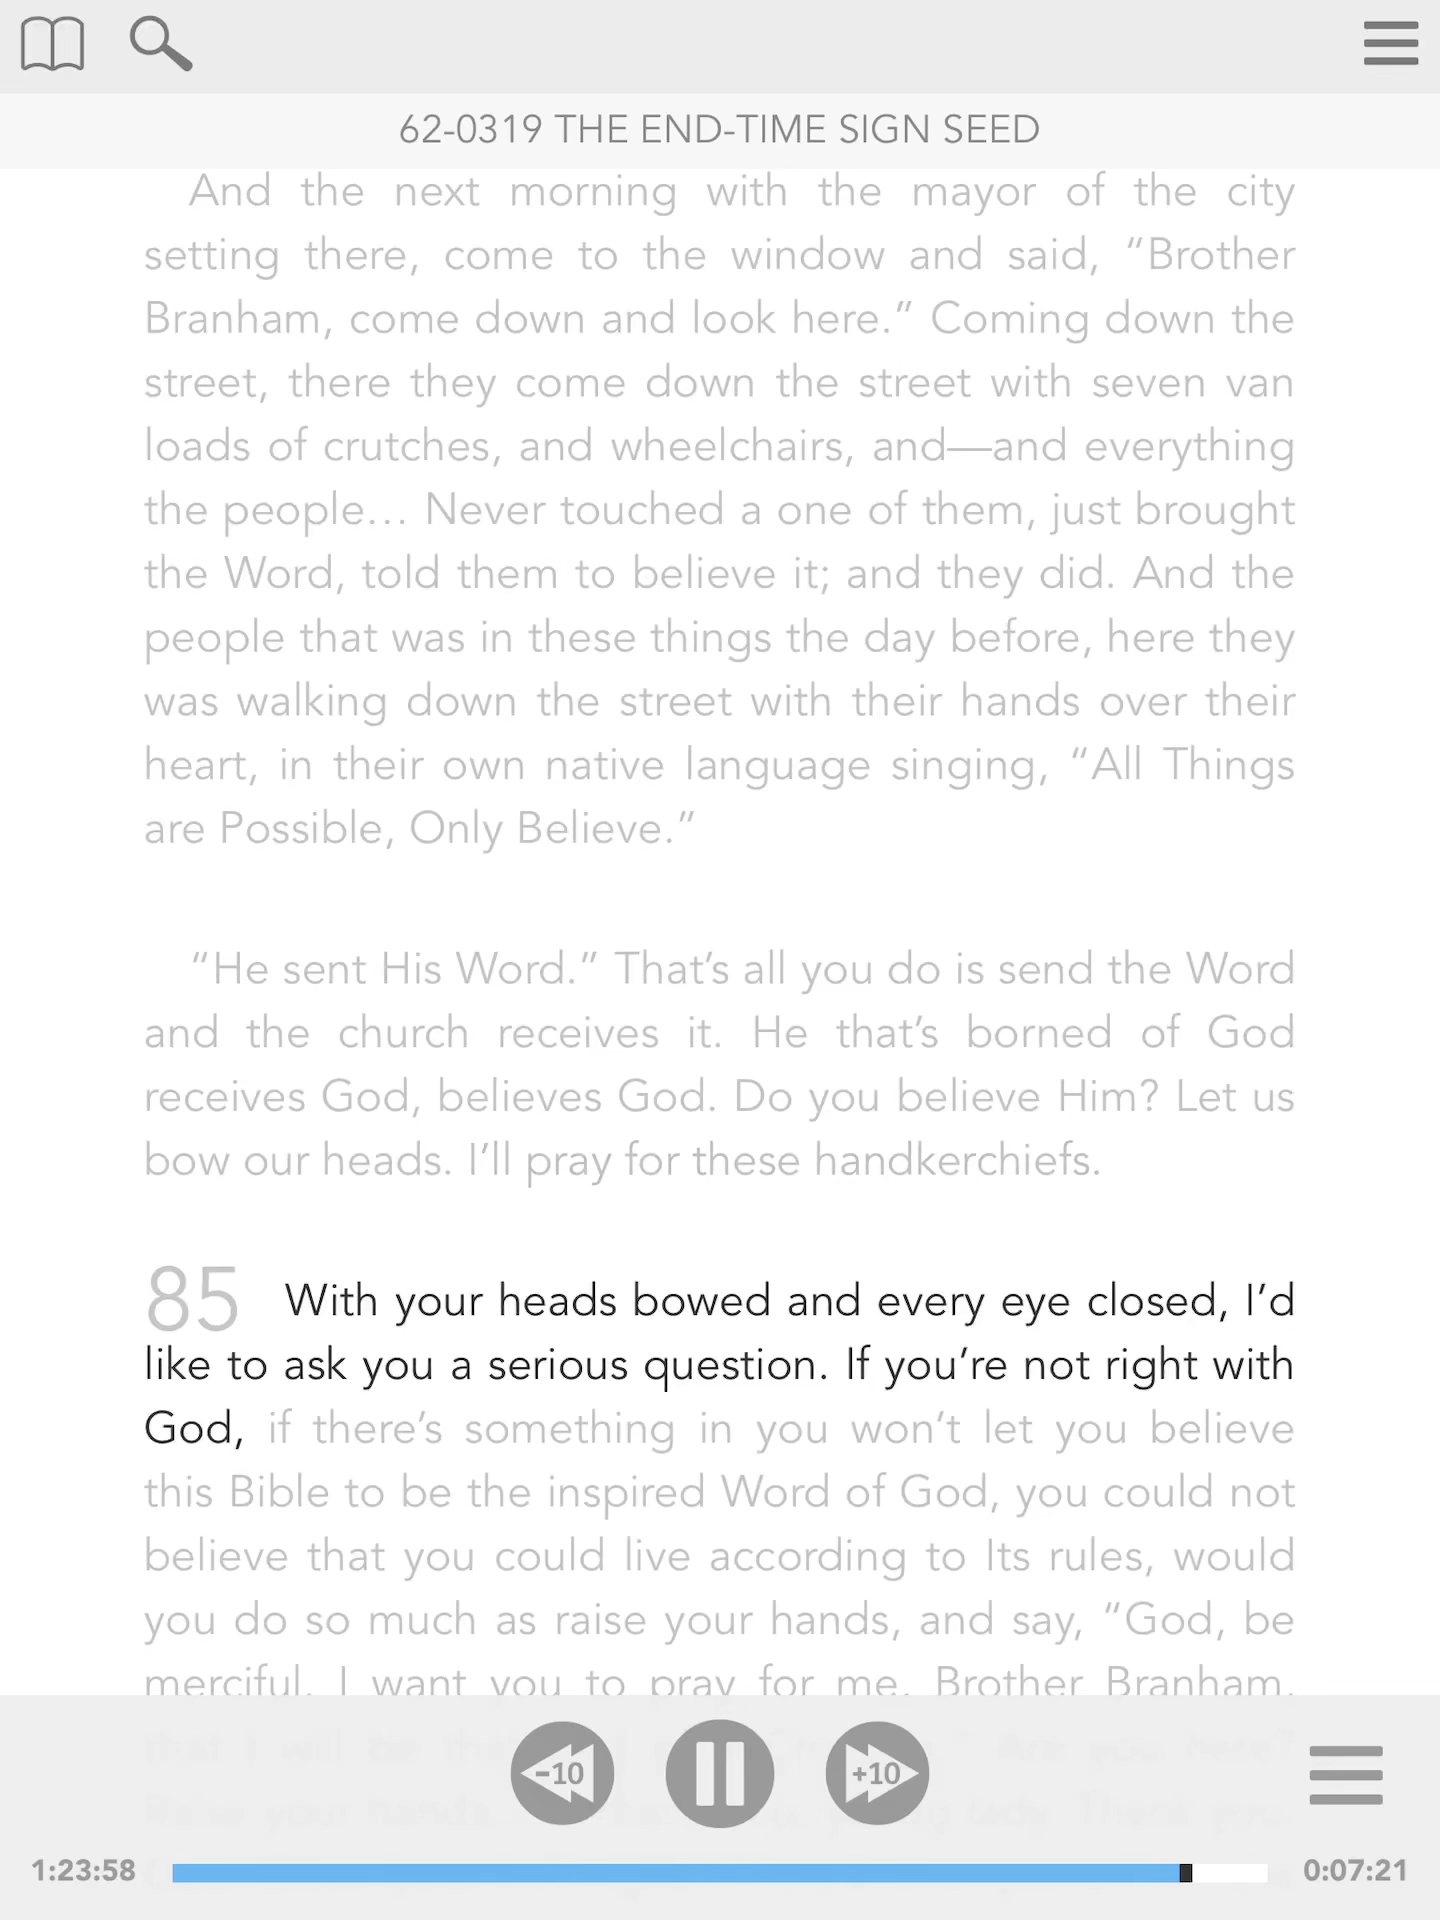 62-0319 THE END-TIME SIGN SEED
And the next morning with the mayor of the city
setting there, come to the window and said, “Brother
Branham, come down and look here.” Coming down the
street, there they come down the street with seven van
loads of crutches, and wheelchairs, and—and everything
the people… Never touched a one of them, just brought
the Word, told them to believe it; and they did. And the
people that was in these things the day before, here they
was walking down the street with their hands over their
heart, in their own native language singing, “All Things
are Possible, Only Believe.”
“He sent His Word.” That’s all you do is send the Word
and the church receives it. He that’s borned of God
receives God, believes God. Do you believe Him? Let us
bow our heads. I’ll pray for these handkerchiefs.
85 With your heads bowed and every eye closed, I’d
like to ask you a serious question. If you’re not right with
God, if there’s something in you won’t let you believe
this Bible to be the inspired Word of God, you could not
believe that you could live according to Its rules, would
you do so much as raise your hands, and say, “God, be
merciful. I want you to pray for me, Brother Branham,
that I will be
-10 +10
1:23:58 0:07:21